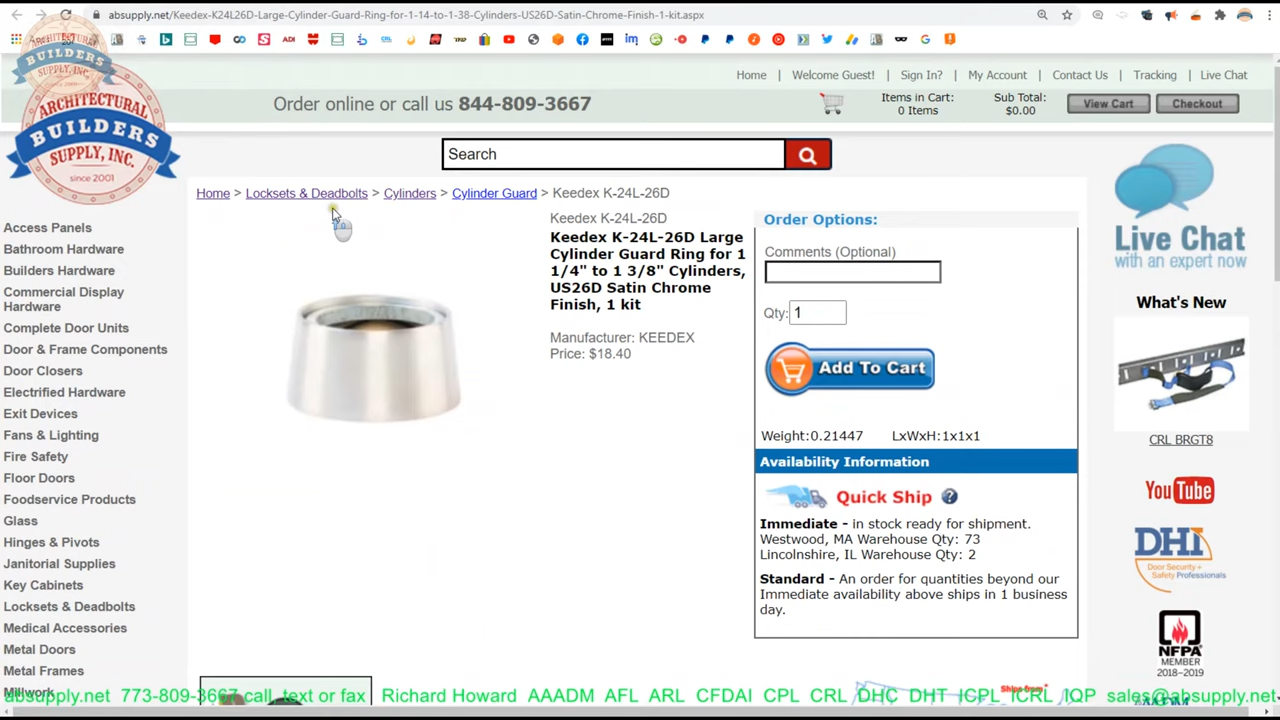 absupply.net/Keedex-K24L26D-Large-Cylinder-Guard-Ring-for-1-14-to-1-38-Cylinders-US26D-Satin-Chrome-Finish-1-kit.aspx
Home
Welcome Guest!
Sign In?
My Account
Contact Us
Tracking
Live Chat
ARCHITECTURAL
BUILDERS
SUPPLY, INC.
since 2001
Order online or call us 844-809-3667
Items in Cart:
0 Items
Sub Total:
$0.00
View Cart
Checkout
Search
Home > Locksets & Deadbolts > Cylinders > Cylinder Guard > Keedex K-24L-26D
Access Panels
Bathroom Hardware
Builders Hardware
Commercial Display
Hardware
Complete Door Units
Door & Frame Components
Door Closers
Electrified Hardware
Exit Devices
Fans & Lighting
Fire Safety
Floor Doors
Foodservice Products
Glass
Hinges & Pivots
Janitorial Supplies
Key Cabinets
Locksets & Deadbolts
Medical Accessories
Metal Doors
Metal Frames
Millwork
Keedex K-24L-26D
Keedex K-24L-26D Large
Cylinder Guard Ring for 1
1/4" to 1 3/8" Cylinders,
US26D Satin Chrome
Finish, 1 kit
Manufacturer: KEEDEX
Price: $18.40
Order Options:
Comments (Optional)
Qty: 1
Add To Cart
Weight:0.21447 LxWxH:1x1x1
Availability Information
Quick Ship ?
Immediate - in stock ready for shipment.
Westwood, MA Warehouse Qty: 73
Lincolnshire, IL Warehouse Qty: 2
Standard - An order for quantities beyond our
Immediate availability above ships in 1 business
day.
Ships from
Live Chat
with an expert now
What's New
CRL BRGT8
YouTube
DHI
Door Security +
Safety Professionals
NFPA
MEMBER
2018-2019
absupply.net 773-809-3667 call, text or fax Richard Howard AAADM AFL ARL CFDAI CPL CRL DHC DHT ICPL ICRL IQP sales@absupply.net